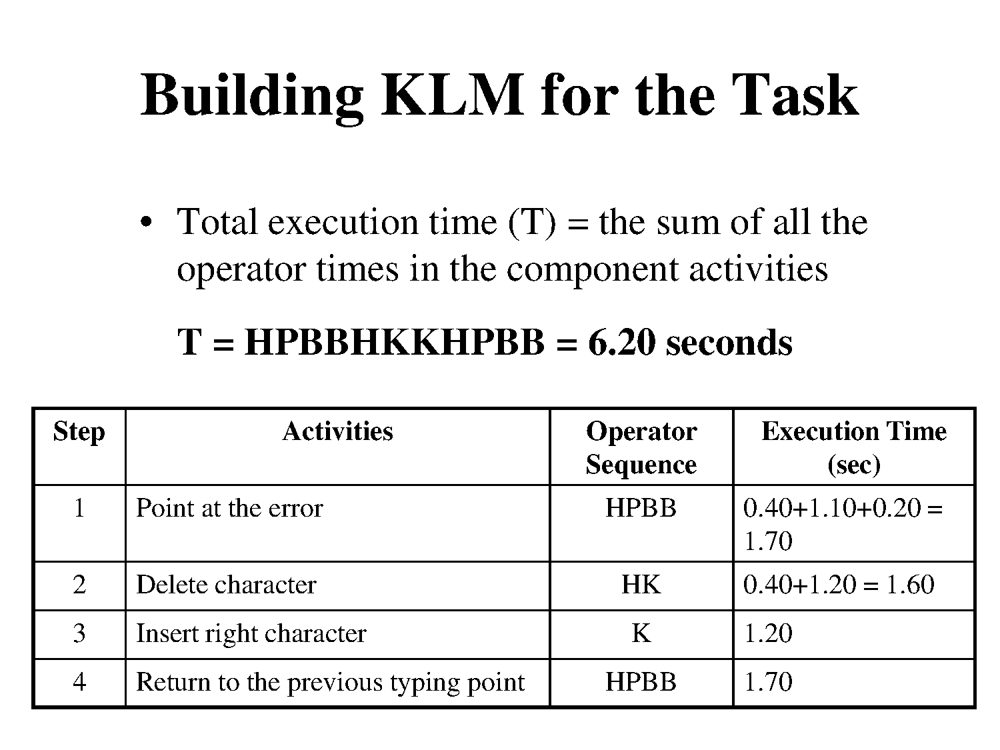 Building KLM for the Task
• Total execution time (T) = the sum of all the
operator times in the component activities
T = HPBBHKKHPBB = 6.20 seconds
Step Activities Operator Execution Time
Sequence (sec)
1 Point at the error HPBB 0.40+1.10+0.20 =
1.70
2 Delete character HK 0.40+1.20 = 1.60
3 Insert right character K 1.20
4 Return to the previous typing point HPBB 1.70